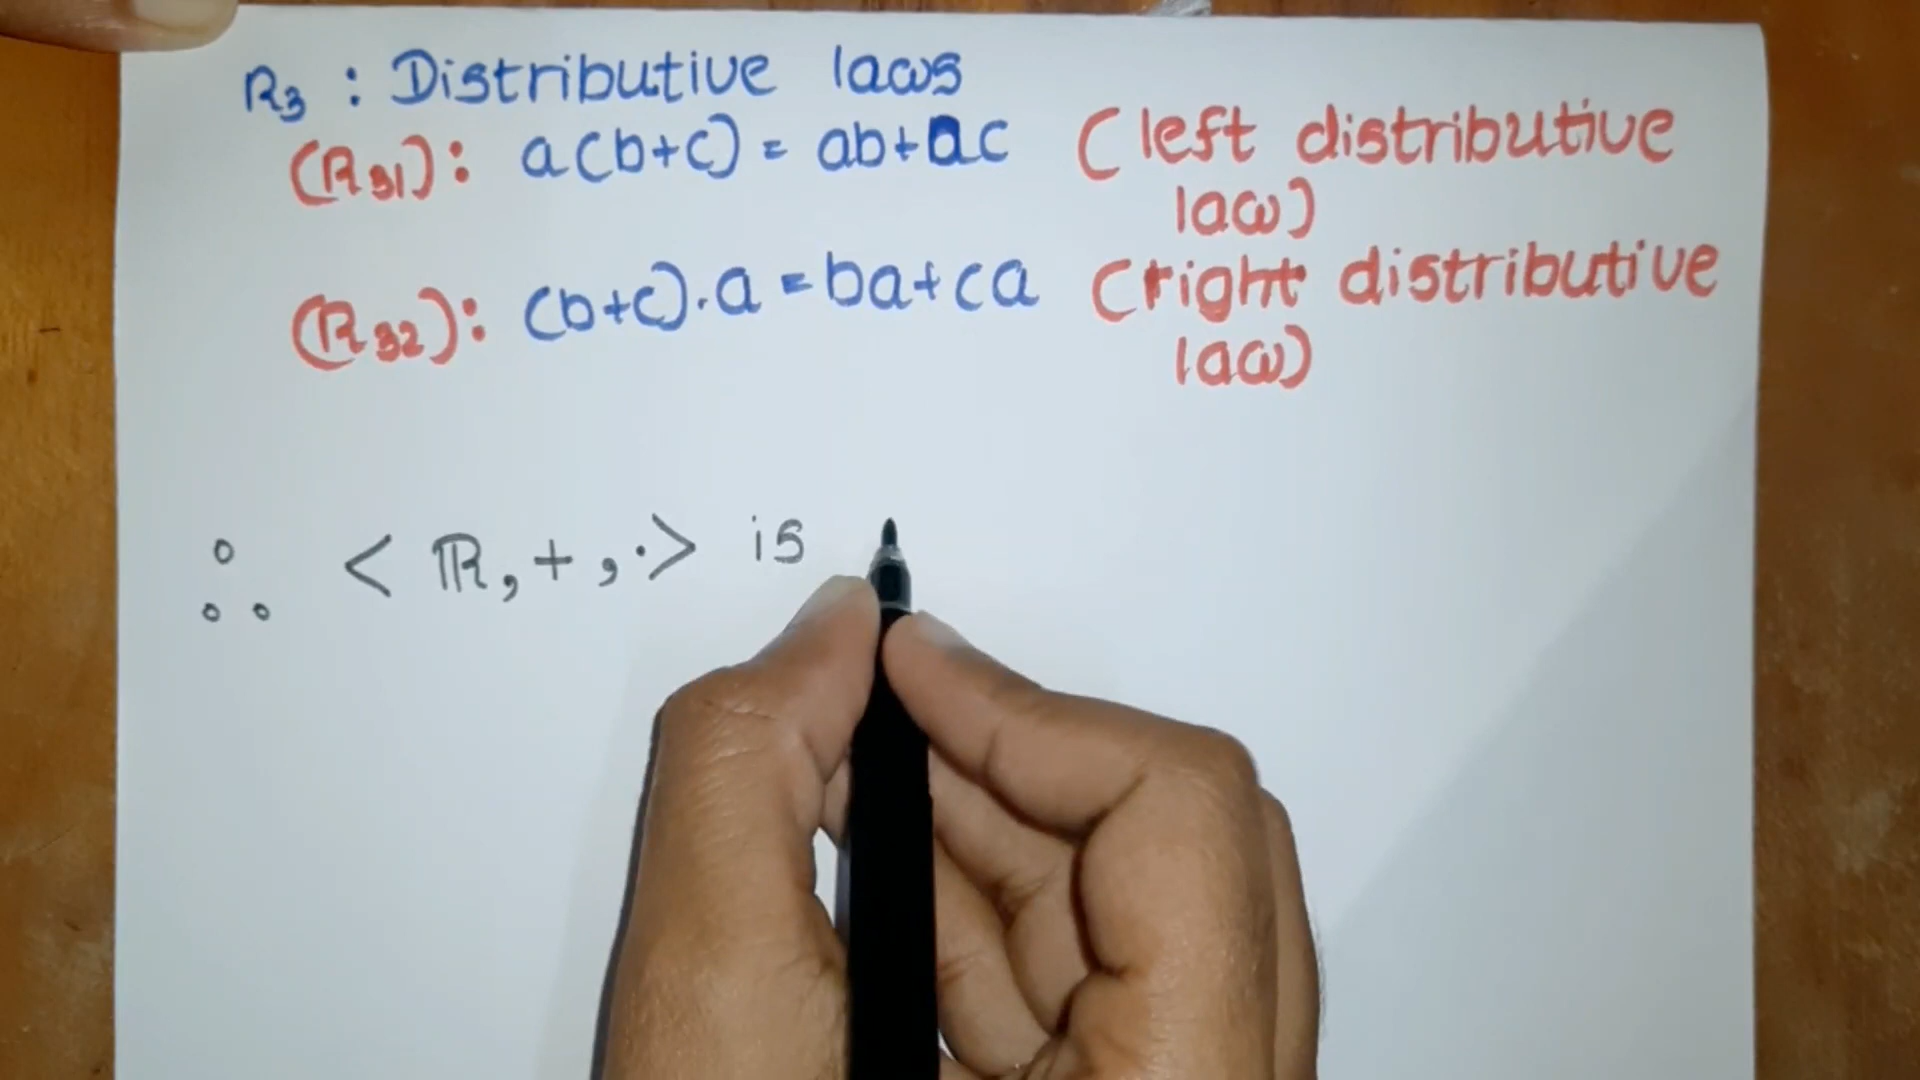 R₃ : Distributive laws
(R₃₁): a(b+c) = ab+ac (left distributive
law)
(R₃₂): (b+c).a = ba+ca (right distributive
law)
∴ < ℝ, +, · > is